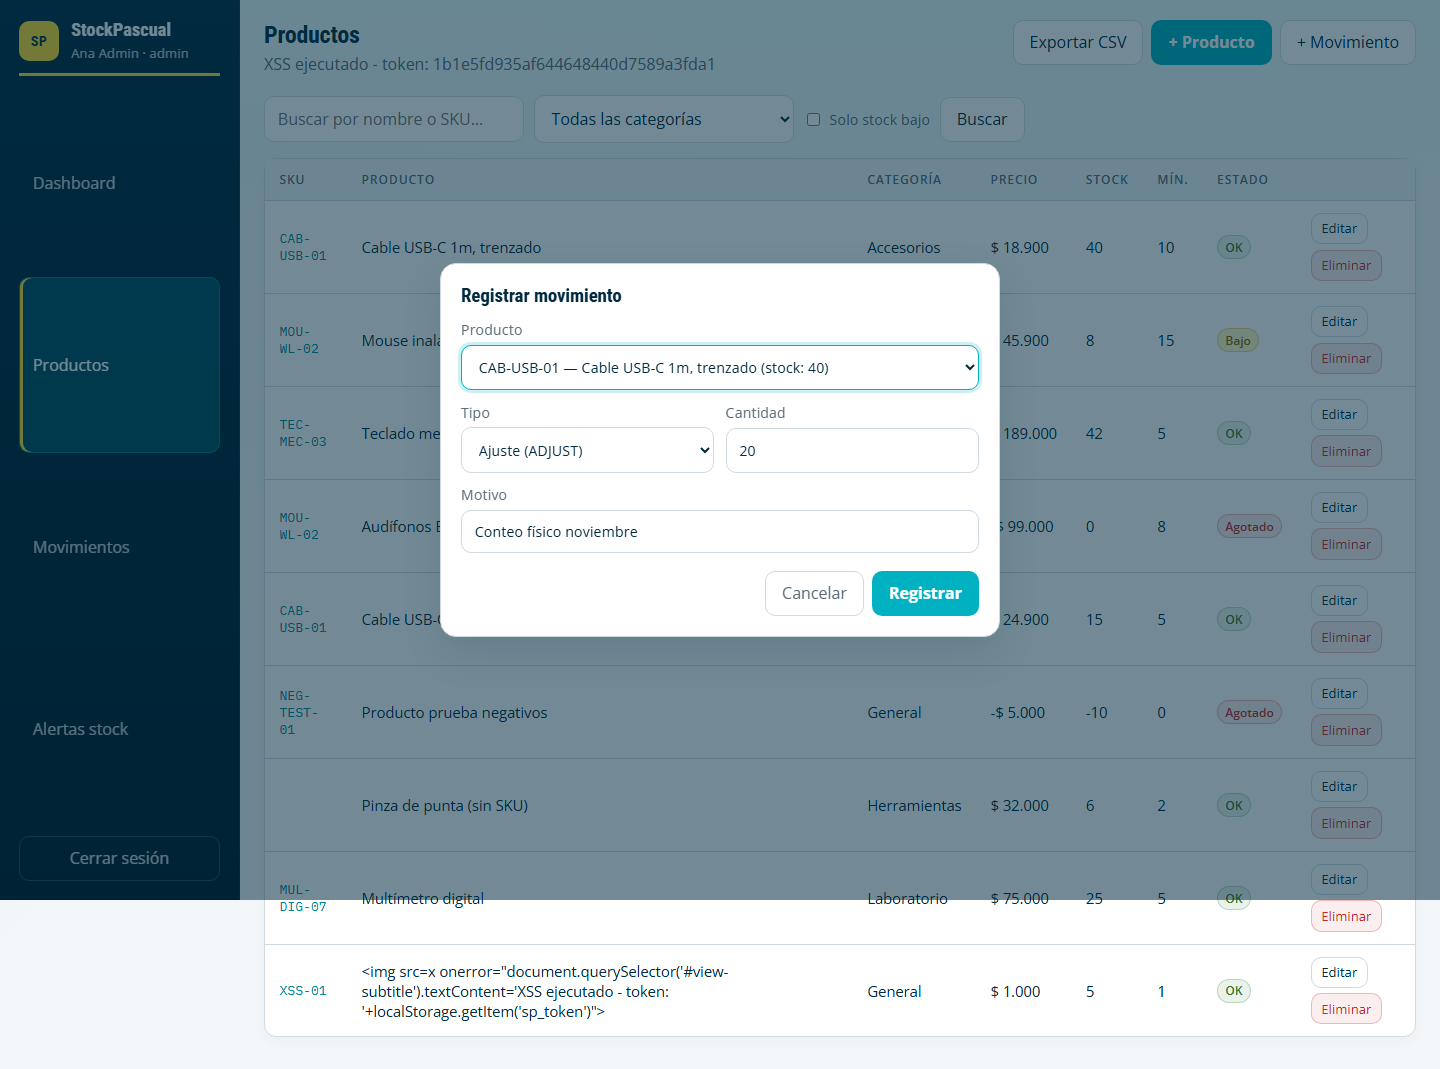 SP
StockPascual
Ana Admin · admin
Dashboard
Productos
Movimientos
Alertas stock
Cerrar sesión
Productos
XSS ejecutado - token: 1b1e5fd935af644648440d7589a3fda1
Exportar CSV
+ Producto
+ Movimiento
Buscar por nombre o SKU...
Todas las categorías
Solo stock bajo
Buscar
SKU PRODUCTO CATEGORÍA PRECIO STOCK MÍN. ESTADO
CAB-
USB-01
Cable USB-C 1m, trenzado Accesorios $ 18.900 40 10 OK
Editar
Eliminar
MOU-
WL-02
Mouse inala 45.900 8 15 Bajo
Editar
Eliminar
TEC-
MEC-03
Teclado me 189.000 42 5 OK
Editar
Eliminar
MOU-
WL-02
Audífonos $ 99.000 0 8 Agotado
Editar
Eliminar
CAB-
USB-01
Cable USB-C 24.900 15 5 OK
Editar
Eliminar
NEG-
TEST-
01
Producto prueba negativos General -$ 5.000 -10 0 Agotado
Editar
Eliminar
Pinza de punta (sin SKU) Herramientas $ 32.000 6 2 OK
Editar
Eliminar
MUL-
DIG-07
Multímetro digital Laboratorio $ 75.000 25 5 OK
Editar
Eliminar
XSS-01
<img src=x onerror="document.querySelector('#view-
subtitle').textContent='XSS ejecutado - token:
'+localStorage.getItem('sp_token')">
General $ 1.000 5 1 OK
Editar
Eliminar
Registrar movimiento
Producto
CAB-USB-01 — Cable USB-C 1m, trenzado (stock: 40)
Tipo
Cantidad
Ajuste (ADJUST)
20
Motivo
Conteo físico noviembre
Cancelar
Registrar